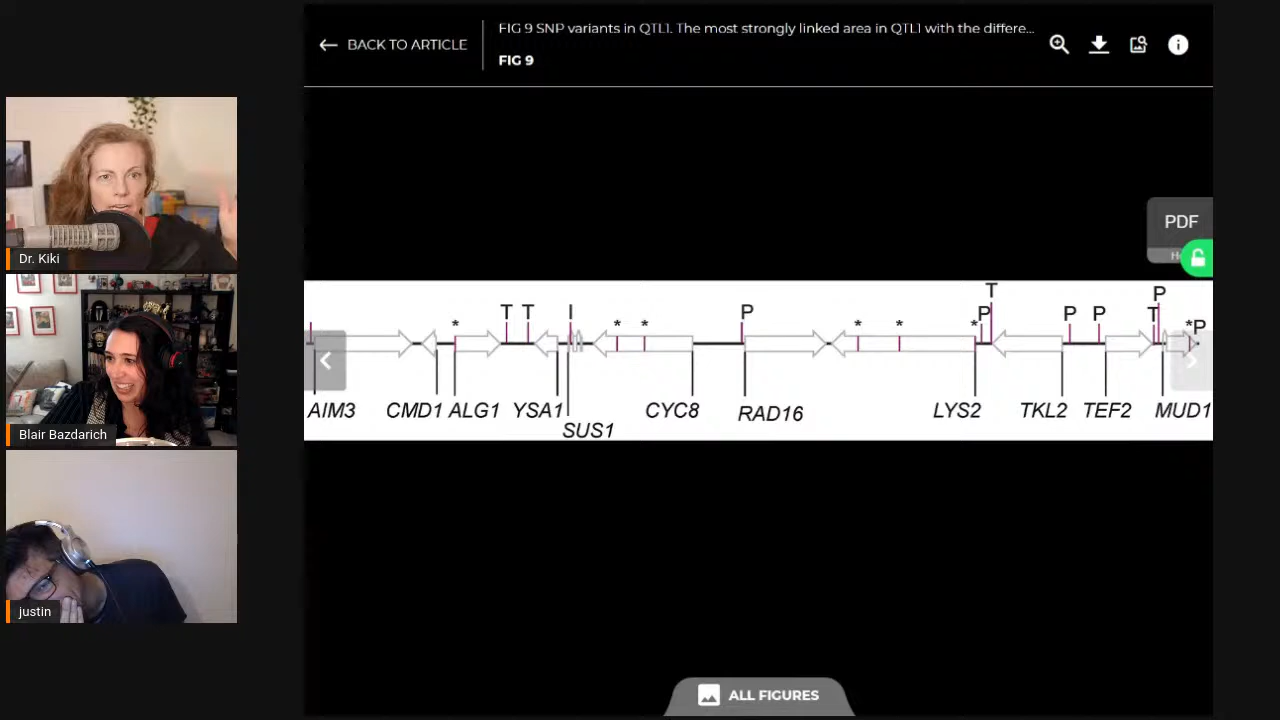 BACK TO ARTICLE
FIG 9 SNP variants in QTL1. The most strongly linked area in QTL1 with the differe...
FIG 9
Dr. Kiki
Blair Bazdarich
justin
PDF
T
P
* T T I * * P * * * P P P T * P
AIM3 CMD1 ALG1 YSA1 CYC8 RAD16 LYS2 TKL2 TEF2 MUD1
SUS1
ALL FIGURES